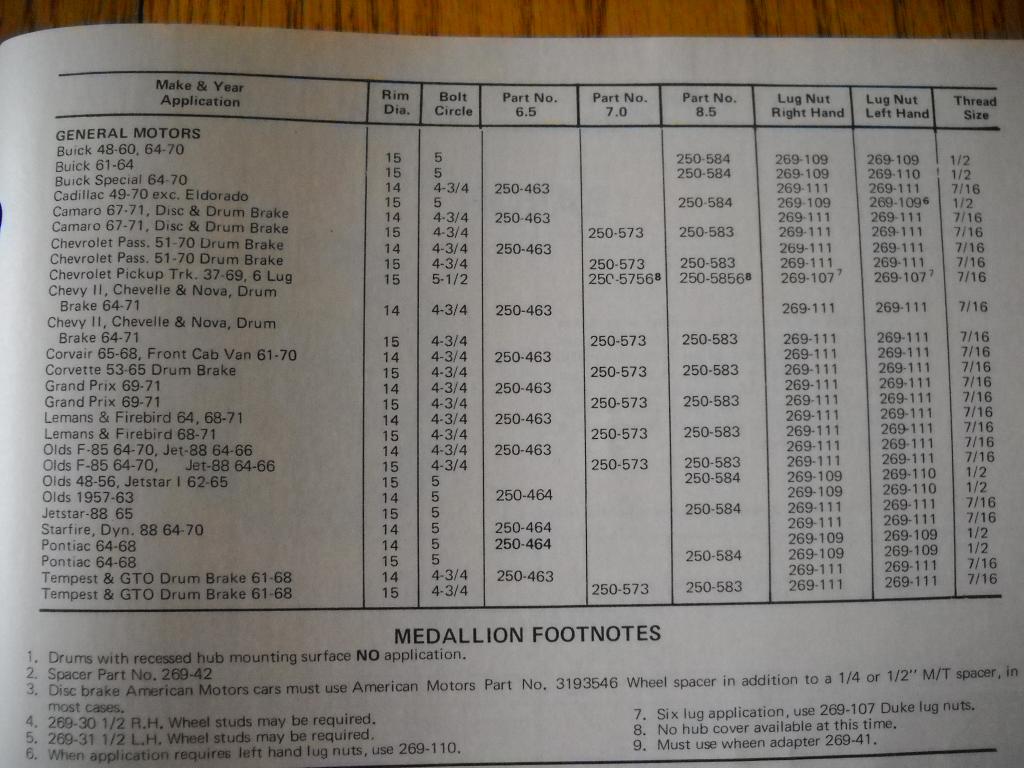 Make & Year Application Rim Dia. Bolt Circle Part No. 6.5 Part No. 7.0 Part No. 8.5 Lug Nut Right Hand Lug Nut Left Hand Thread Size
GENERAL MOTORS
Buick 48-60, 64-70 15 5 250-584 269-109 269-109 1/2
Buick 61-64 15 5 250-584 269-109 269-110 1/2
Buick Special 64-70 14 4-3/4 250-463 269-111 269-111 7/16
Cadillac 49-70 exc. Eldorado 15 5 250-584 269-109 269-109⁶ 1/2
Camaro 67-71, Disc & Drum Brake 14 4-3/4 250-463 269-111 269-111 7/16
Camaro 67-71, Disc & Drum Brake 15 4-3/4 250-573 250-583 269-111 269-111 7/16
Chevrolet Pass. 51-70 Drum Brake 14 4-3/4 250-463 269-111 269-111 7/16
Chevrolet Pass. 51-70 Drum Brake 15 4-3/4 250-573 250-583 269-111 269-111 7/16
Chevrolet Pickup Trk. 37-69, 6 Lug 15 5-1/2 250-5756⁸ 250-5856⁸ 269-107⁷ 269-107⁷ 7/16
Chevy II, Chevelle & Nova, Drum
Brake 64-71 14 4-3/4 250-463 269-111 269-111 7/16
Chevy II, Chevelle & Nova, Drum
Brake 64-71 15 4-3/4 250-573 250-583 269-111 269-111 7/16
Corvair 65-68, Front Cab Van 61-70 14 4-3/4 250-463 269-111 269-111 7/16
Corvette 53-65 Drum Brake 15 4-3/4 250-573 250-583 269-111 269-111 7/16
Grand Prix 69-71 14 4-3/4 250-463 269-111 269-111 7/16
Grand Prix 69-71 15 4-3/4 250-573 250-583 269-111 269-111 7/16
Lemans & Firebird 64, 68-71 14 4-3/4 250-463 269-111 269-111 7/16
Lemans & Firebird 68-71 15 4-3/4 250-573 250-583 269-111 269-111 7/16
Olds F-85 64-70, Jet-88 64-66 14 4-3/4 250-463 269-111 269-111 7/16
Olds F-85 64-70, Jet-88 64-66 15 4-3/4 250-573 250-583 269-111 269-111 7/16
Olds 48-56, Jetstar I 62-65 15 5 250-584 269-109 269-110 1/2
Olds 1957-63 14 5 250-464 269-109 269-110 1/2
Jetstar-88 65 15 5 250-584 269-111 269-111 7/16
Starfire, Dyn. 88 64-70 14 5 250-464 269-111 269-111 7/16
Pontiac 64-68 14 5 250-464 269-109 269-109 1/2
Pontiac 64-68 15 5 250-584 269-109 269-109 1/2
Tempest & GTO Drum Brake 61-68 14 4-3/4 250-463 269-111 269-111 7/16
Tempest & GTO Drum Brake 61-68 15 4-3/4 250-573 250-583 269-111 269-111 7/16
MEDALLION FOOTNOTES
1. Drums with recessed hub mounting surface NO application.
2. Spacer Part No. 269-42
3. Disc brake American Motors cars must use American Motors Part No. 3193546 Wheel spacer in addition to a 1/4 or 1/2" M/T spacer, in
most cases.
4. 269-30 1/2 R.H. Wheel studs may be required.
5. 269-31 1/2 L.H. Wheel studs may be required.
6. When application requires left hand lug nuts, use 269-110.
7. Six lug application, use 269-107 Duke lug nuts.
8. No hub cover available at this time.
9. Must use wheen adapter 269-41.